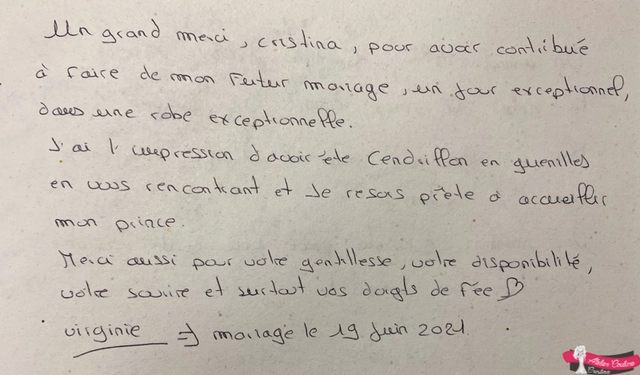 Un grand merci, cristina, pour avoir contribué
à faire de mon Futur mariage, un jour exceptionnel,
dans une robe exceptionnelle.
J'ai l'impression d'avoir été Cendrillon en guenilles
en vous rencontrant et je ressors prête à accueillir
mon prince.
Merci aussi pour votre gentillesse, votre disponibilité,
votre sourire et surtout vos doigts de Fée ♡
virginie => mariage le 19 Juin 2021.